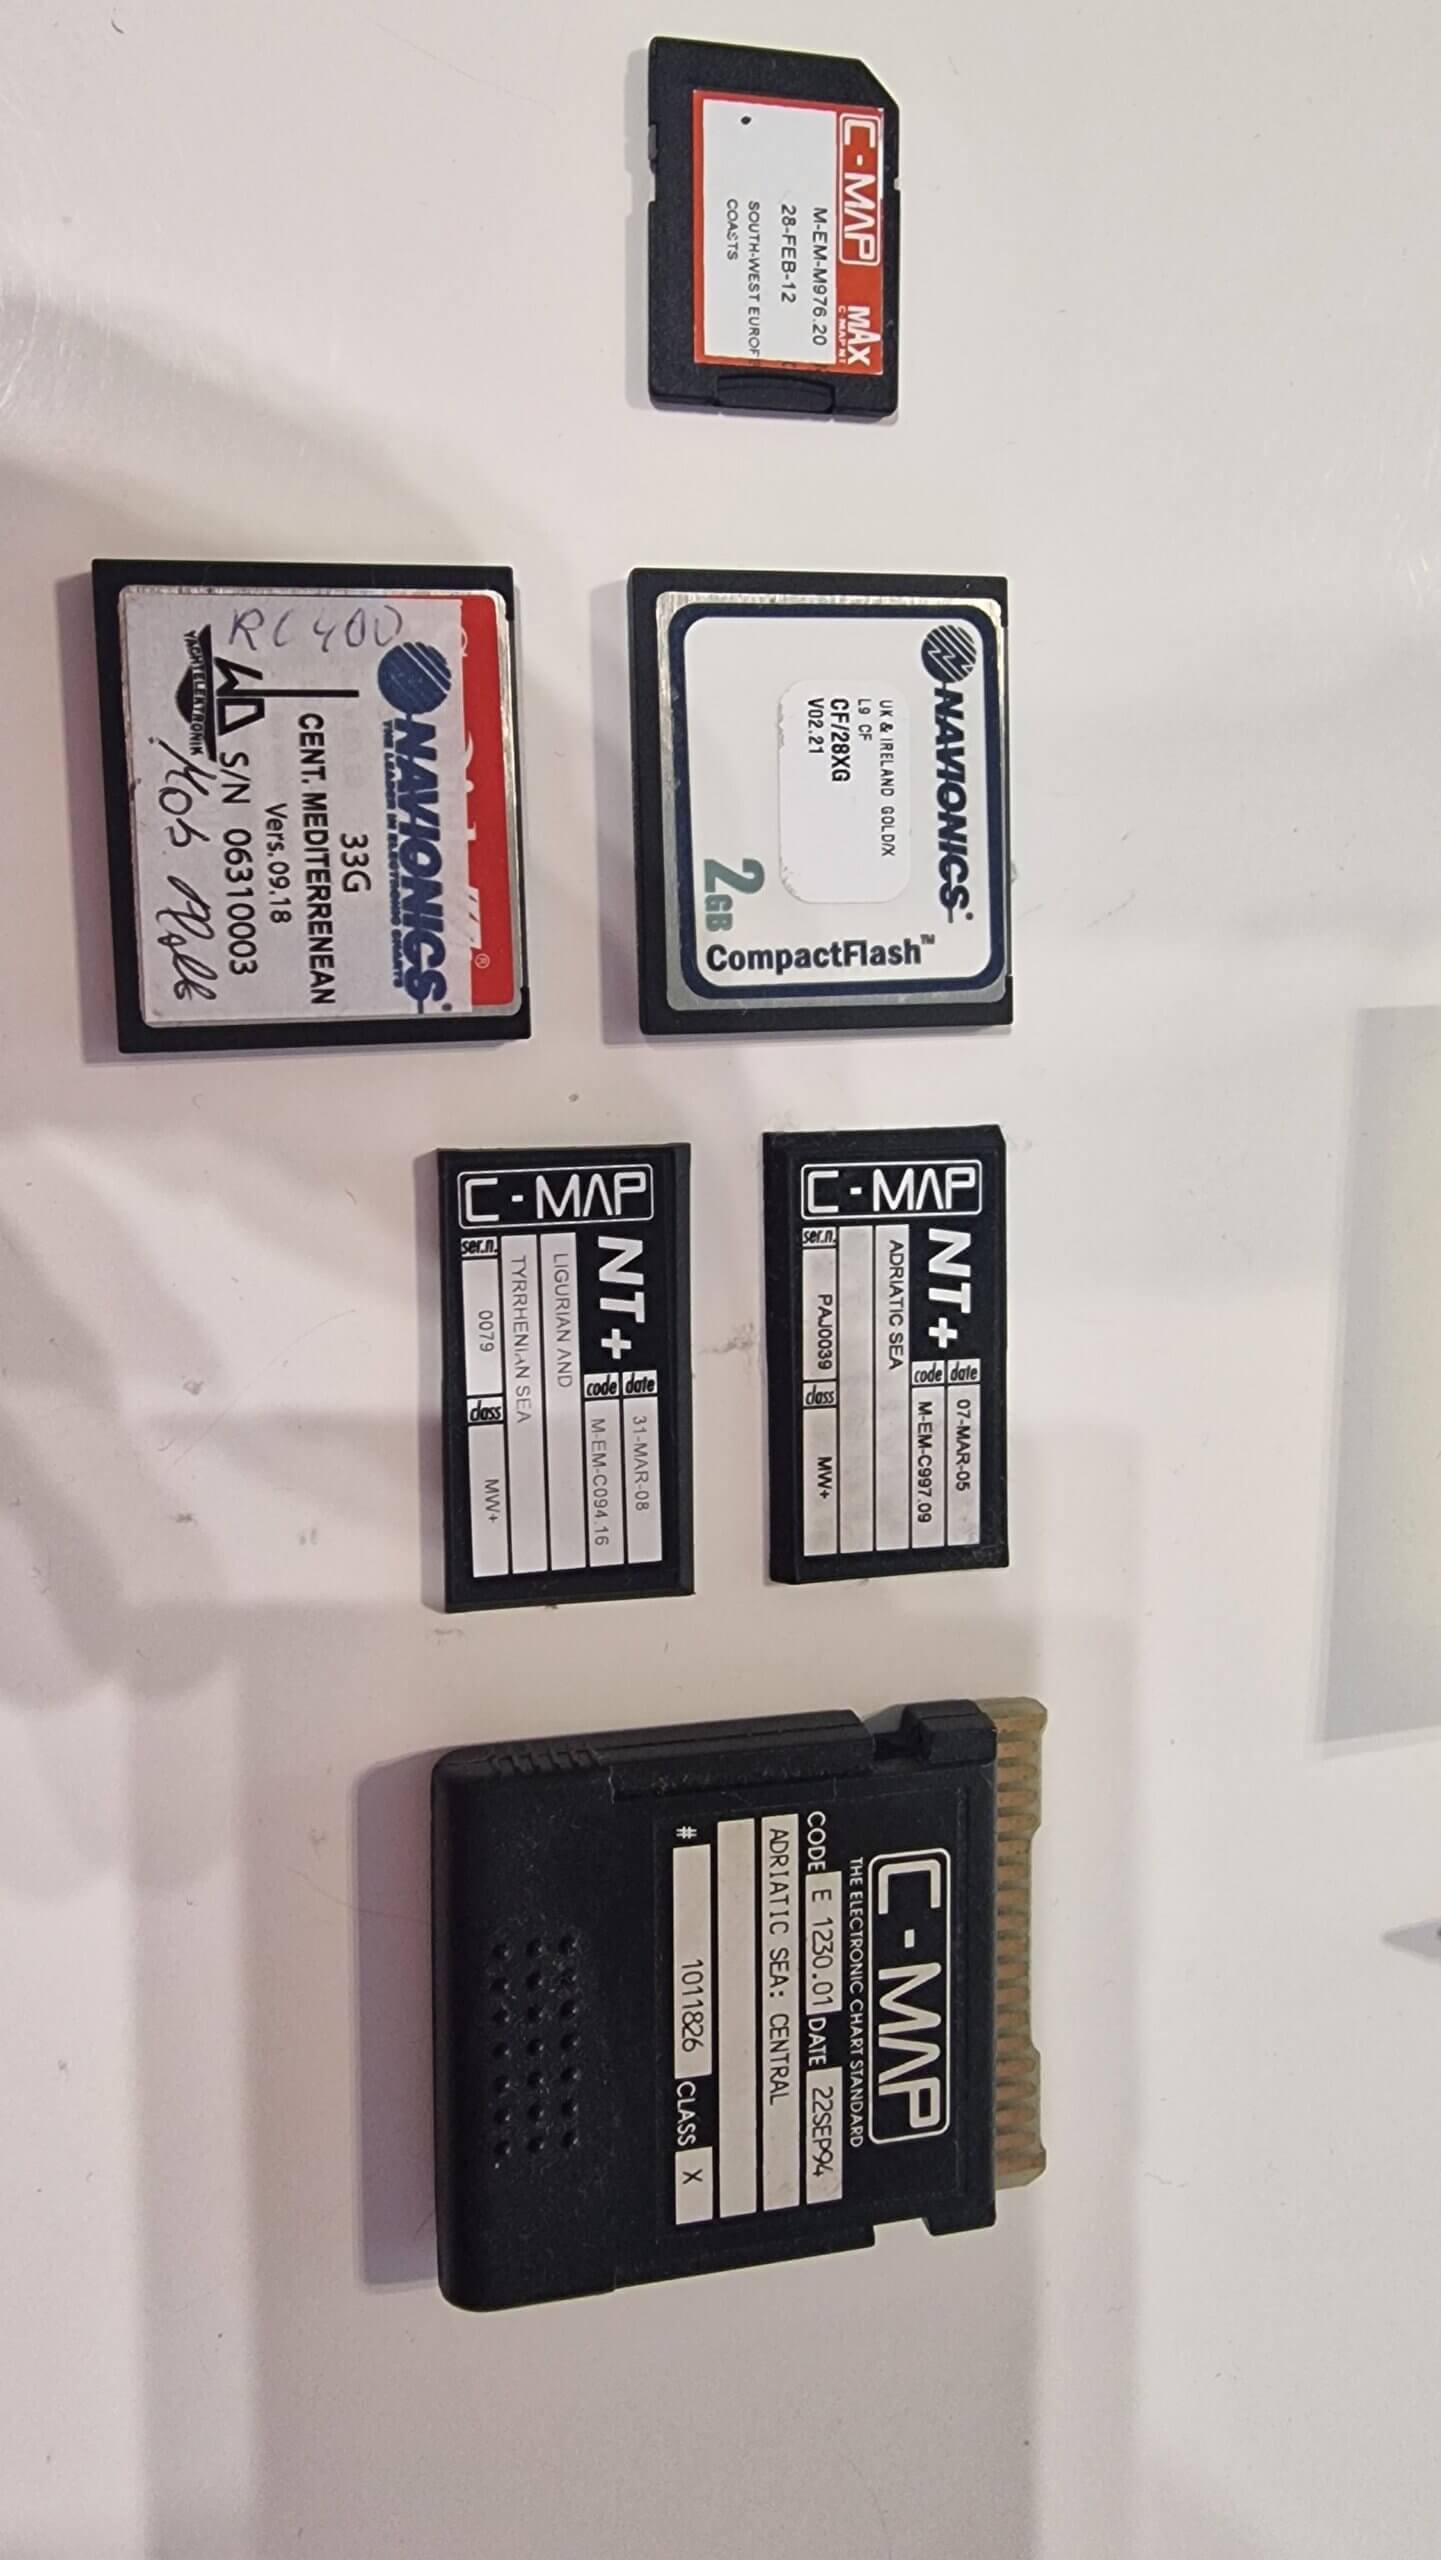 C-MAP MAX
C-MAP NT
M-EM-M976.20
28-FEB-12
SOUTH-WEST EUROPE
COASTS
NAVIONICS
UK & IRELAND GOLD/X
L9 CF
CF/28XG
V02.21
2GB
CompactFlash™
®
NAVIONICS
THE LEADER IN ELECTRONIC CHARTS
RC400
33G
CENT. MEDITERRENEAN
Vers. 09.18
S/N 06310003
YACHTELEKTRONIK
C-MAP NT+
date 07-MAR-05
code M-EM-C997.09
ADRIATIC SEA
ser.n. PAJ0039 class MW+
C-MAP NT+
date 31-MAR-08
code M-EM-C094.16
LIGURIAN AND
TYRRHENIAN SEA
ser.n. 0079 class MW+
C-MAP
THE ELECTRONIC CHART STANDARD
CODE E 1230.01 DATE 22SEP94
ADRIATIC SEA: CENTRAL
# 1011826 CLASS X